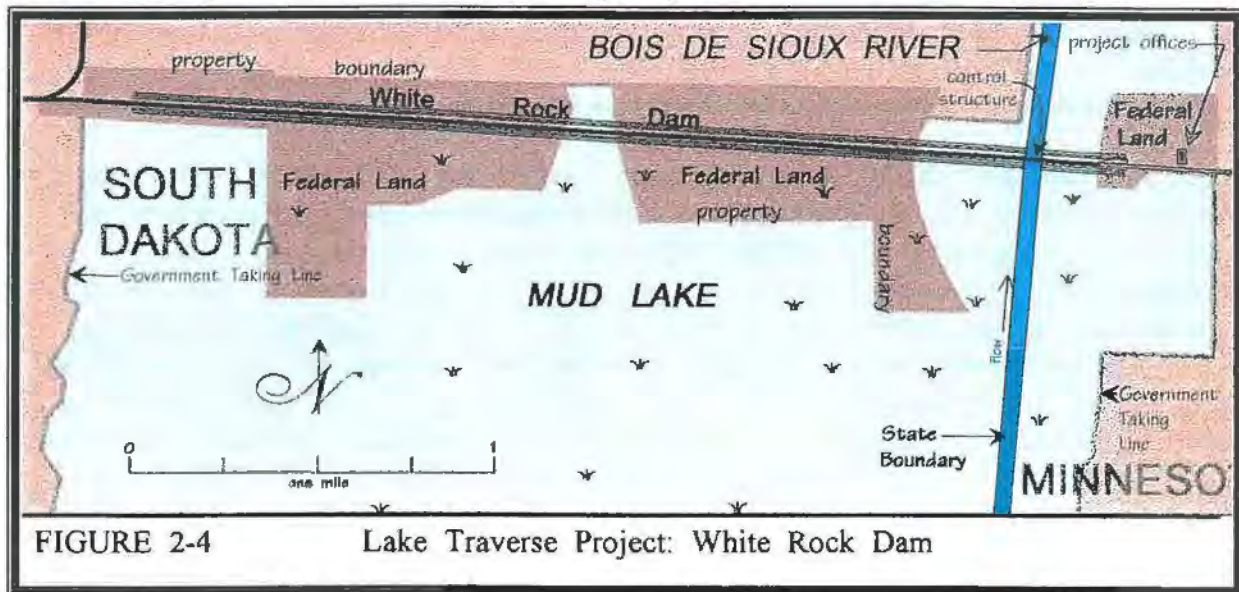 BOIS DE SIOUX RIVER
project offices
property
boundary
control
structure
White Rock Dam
Federal
Land
SOUTH
DAKOTA
Federal Land
Federal Land
property
boundary
Government Taking Line
MUD LAKE
flow
N
Government
Taking
Line
State
Boundary
0 1
one mile
MINNESO
FIGURE 2-4 Lake Traverse Project: White Rock Dam